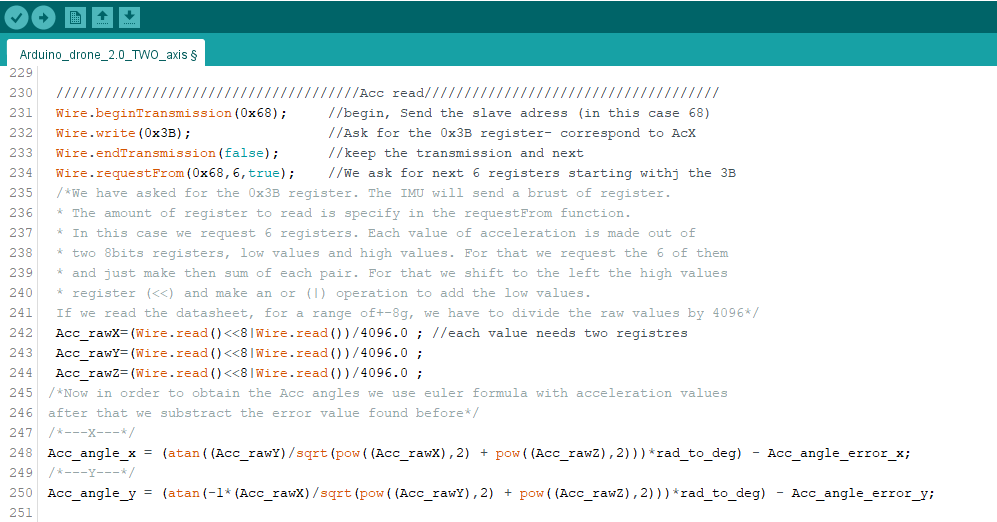 Arduino_drone_2.0_TWO_axis §
229
230 //////////////////////////////////////Acc read/////////////////////////////////////
231 Wire.beginTransmission(0x68); //begin, Send the slave adress (in this case 68)
232 Wire.write(0x3B); //Ask for the 0x3B register- correspond to AcX
233 Wire.endTransmission(false); //keep the transmission and next
234 Wire.requestFrom(0x68,6,true); //We ask for next 6 registers starting withj the 3B
235 /*We have asked for the 0x3B register. The IMU will send a brust of register.
236 * The amount of register to read is specify in the requestFrom function.
237 * In this case we request 6 registers. Each value of acceleration is made out of
238 * two 8bits registers, low values and high values. For that we request the 6 of them
239 * and just make then sum of each pair. For that we shift to the left the high values
240 * register (<<) and make an or (|) operation to add the low values.
241 If we read the datasheet, for a range of+-8g, we have to divide the raw values by 4096*/
242 Acc_rawX=(Wire.read()<<8|Wire.read())/4096.0 ; //each value needs two registres
243 Acc_rawY=(Wire.read()<<8|Wire.read())/4096.0 ;
244 Acc_rawZ=(Wire.read()<<8|Wire.read())/4096.0 ;
245 /*Now in order to obtain the Acc angles we use euler formula with acceleration values
246 after that we substract the error value found before*/
247 /*---X---*/
248 Acc_angle_x = (atan((Acc_rawY)/sqrt(pow((Acc_rawX),2) + pow((Acc_rawZ),2)))*rad_to_deg) - Acc_angle_error_x;
249 /*---Y---*/
250 Acc_angle_y = (atan(-1*(Acc_rawX)/sqrt(pow((Acc_rawY),2) + pow((Acc_rawZ),2)))*rad_to_deg) - Acc_angle_error_y;
251